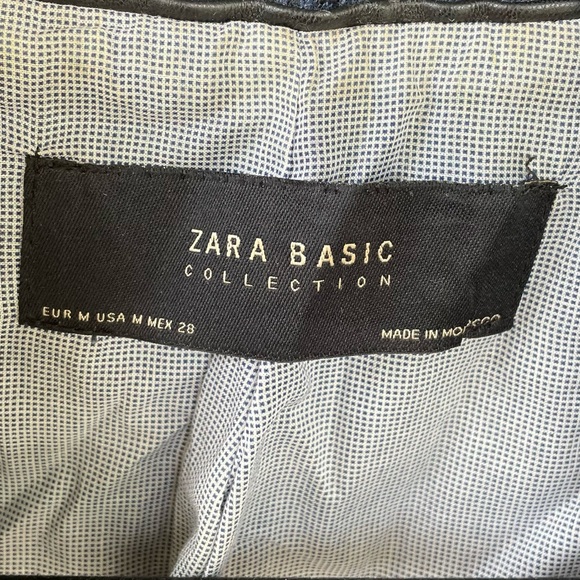 ZARA BASIC
COLLECTION
EUR M USA M MEX 28
MADE IN MOROCCO